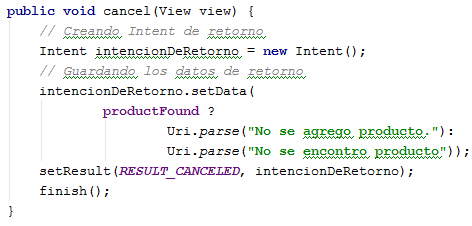 public void cancel(View view) {
// Creando Intent de retorno
Intent intencionDeRetorno = new Intent();
// Guardando los datos de retorno
intencionDeRetorno.setData(
productFound ?
Uri.parse("No se agrego producto."):
Uri.parse("No se encontro producto"));
setResult(RESULT_CANCELED, intencionDeRetorno);
finish();
}